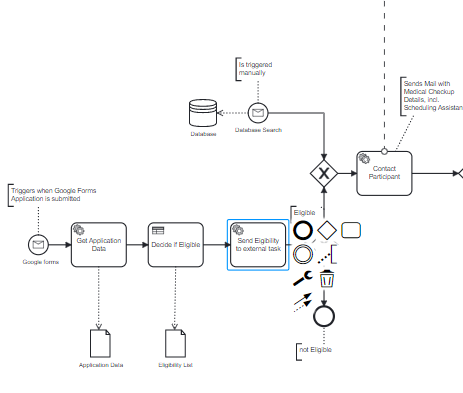 Is triggered
manually
Sends Mail with
Medical Checkup
Details, incl.
Scheduling Assistan
Database
Database Search
X
Contact
Participant
Triggers when Google Forms
Application is submitted
Eligible
Get Application
Data
Decide if Eligible
Send Eigibility
to external task
Google forms
Application Data
Eligibility List
not Eligible